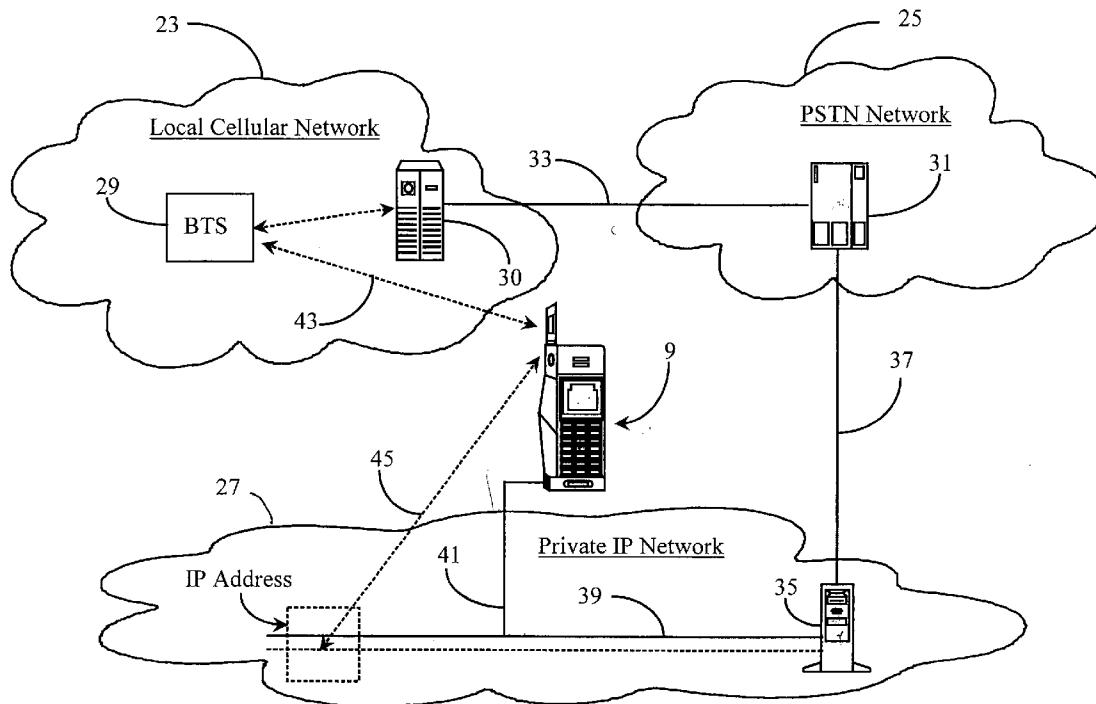 23
25
Local Cellular Network
PSTN Network
33
31
29
BTS
30
43
9
37
45
27
Private IP Network
IP Address
41
39
35